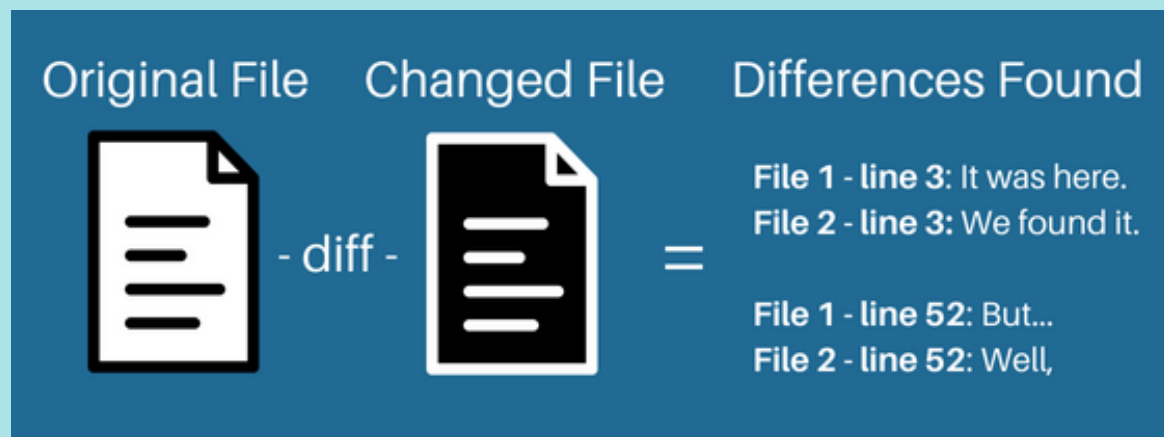 Original File
Changed File
Differences Found
- diff -
=
File 1 - line 3: It was here.
File 2 - line 3: We found it.
File 1 - line 52: But...
File 2 - line 52: Well,